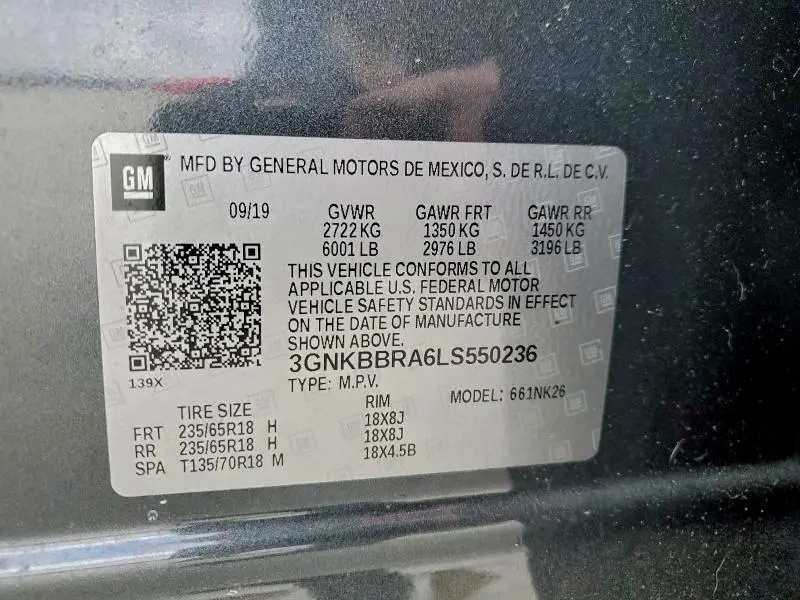 GM
MFD BY GENERAL MOTORS DE MEXICO, S. DE R.L. DE C.V.
09/19 GVWR GAWR FRT GAWR RR
2722 KG 1350 KG 1450 KG
6001 LB 2976 LB 3196 LB
THIS VEHICLE CONFORMS TO ALL
APPLICABLE U.S. FEDERAL MOTOR
VEHICLE SAFETY STANDARDS IN EFFECT
ON THE DATE OF MANUFACTURE
SHOWN ABOVE.
3GNKBBRA6LS550236
139X
TYPE: M.P.V. MODEL: 661NK26
TIRE SIZE RIM
FRT 235/65R18 H 18X8J
RR 235/65R18 H 18X8J
SPA T135/70R18 M 18X4.5B